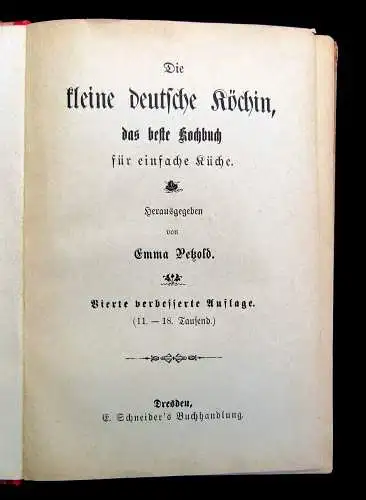 Die
kleine deutsche Köchin,
das beste Kochbuch
für einfache Küche.
Herausgegeben
von
Emma Petzold.
Vierte verbesserte Auflage.
(11. — 18. Tausend.)
Dresden,
E. Schneider's Buchhandlung.